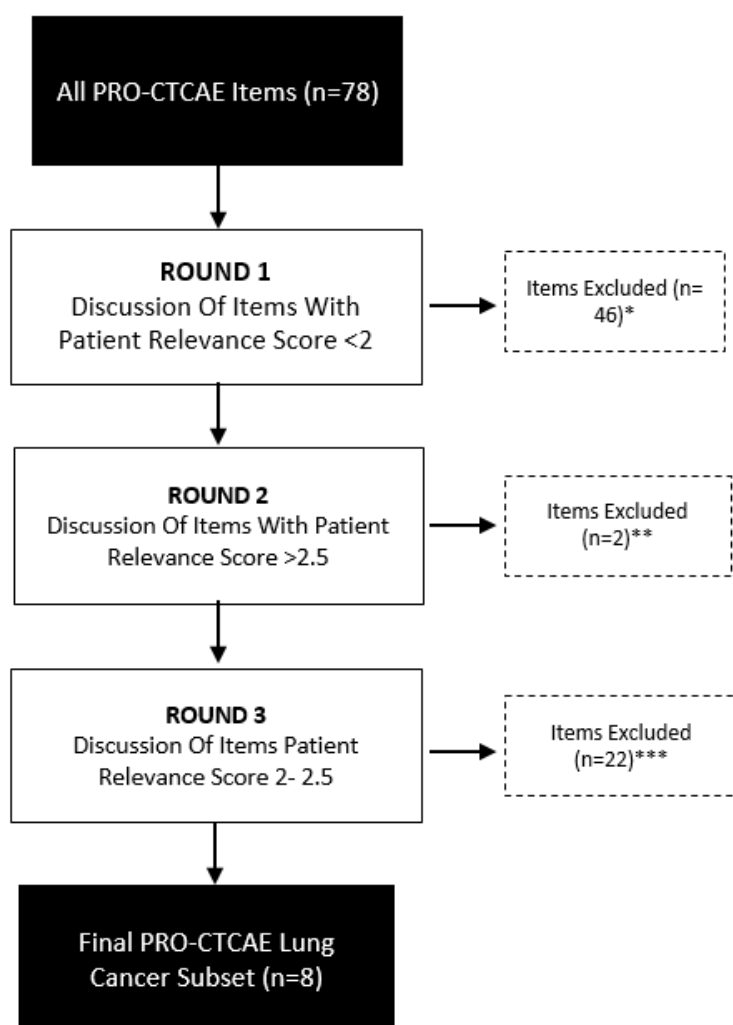 All PRO-CTCAE Items (n=78)
ROUND 1
Discussion Of Items With
Patient Relevance Score <2
Items Excluded (n=
46)*
ROUND 2
Discussion Of Items With Patient
Relevance Score >2.5
Items Excluded
(n=2)**
ROUND 3
Discussion Of Items Patient
Relevance Score 2- 2.5
Items Excluded
(n=22)***
Final PRO-CTCAE Lung
Cancer Subset (n=8)